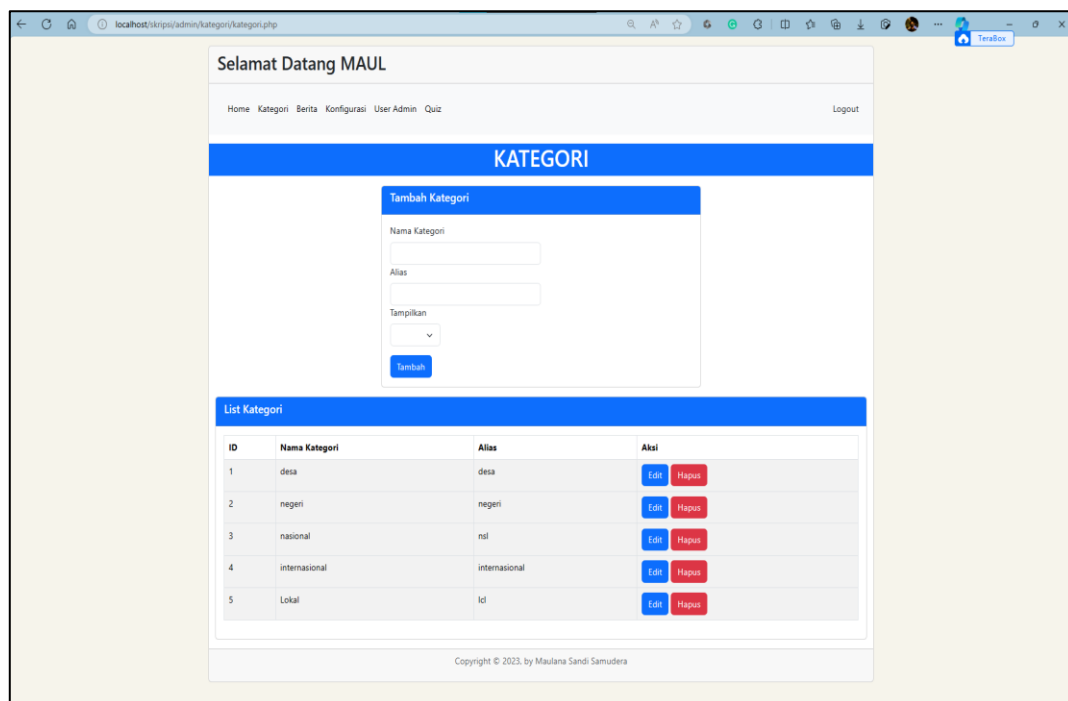 localhost/skripsi/admin/kategori/kategori.php
TeraBox
Selamat Datang MAUL
Home Kategori Berita Konfigurasi User Admin Quiz Logout
KATEGORI
Tambah Kategori
Nama Kategori
Alias
Tampilkan
Tambah
List Kategori
ID Nama Kategori Alias Aksi
1 desa desa Edit Hapus
2 negeri negeri Edit Hapus
3 nasional nsl Edit Hapus
4 internasional internasional Edit Hapus
5 Lokal lcl Edit Hapus
Copyright © 2023, by Maulana Sandi Samudera